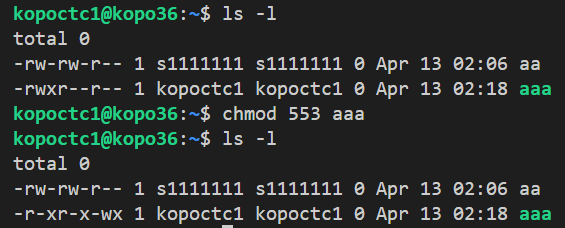 kopoctc1@kopo36:~$ ls -l
total 0
-rw-rw-r-- 1 s1111111 s1111111 0 Apr 13 02:06 aa
-rwxr--r-- 1 kopoctc1 kopoctc1 0 Apr 13 02:18 aaa
kopoctc1@kopo36:~$ chmod 553 aaa
kopoctc1@kopo36:~$ ls -l
total 0
-rw-rw-r-- 1 s1111111 s1111111 0 Apr 13 02:06 aa
-r-xr-x-wx 1 kopoctc1 kopoctc1 0 Apr 13 02:18 aaa